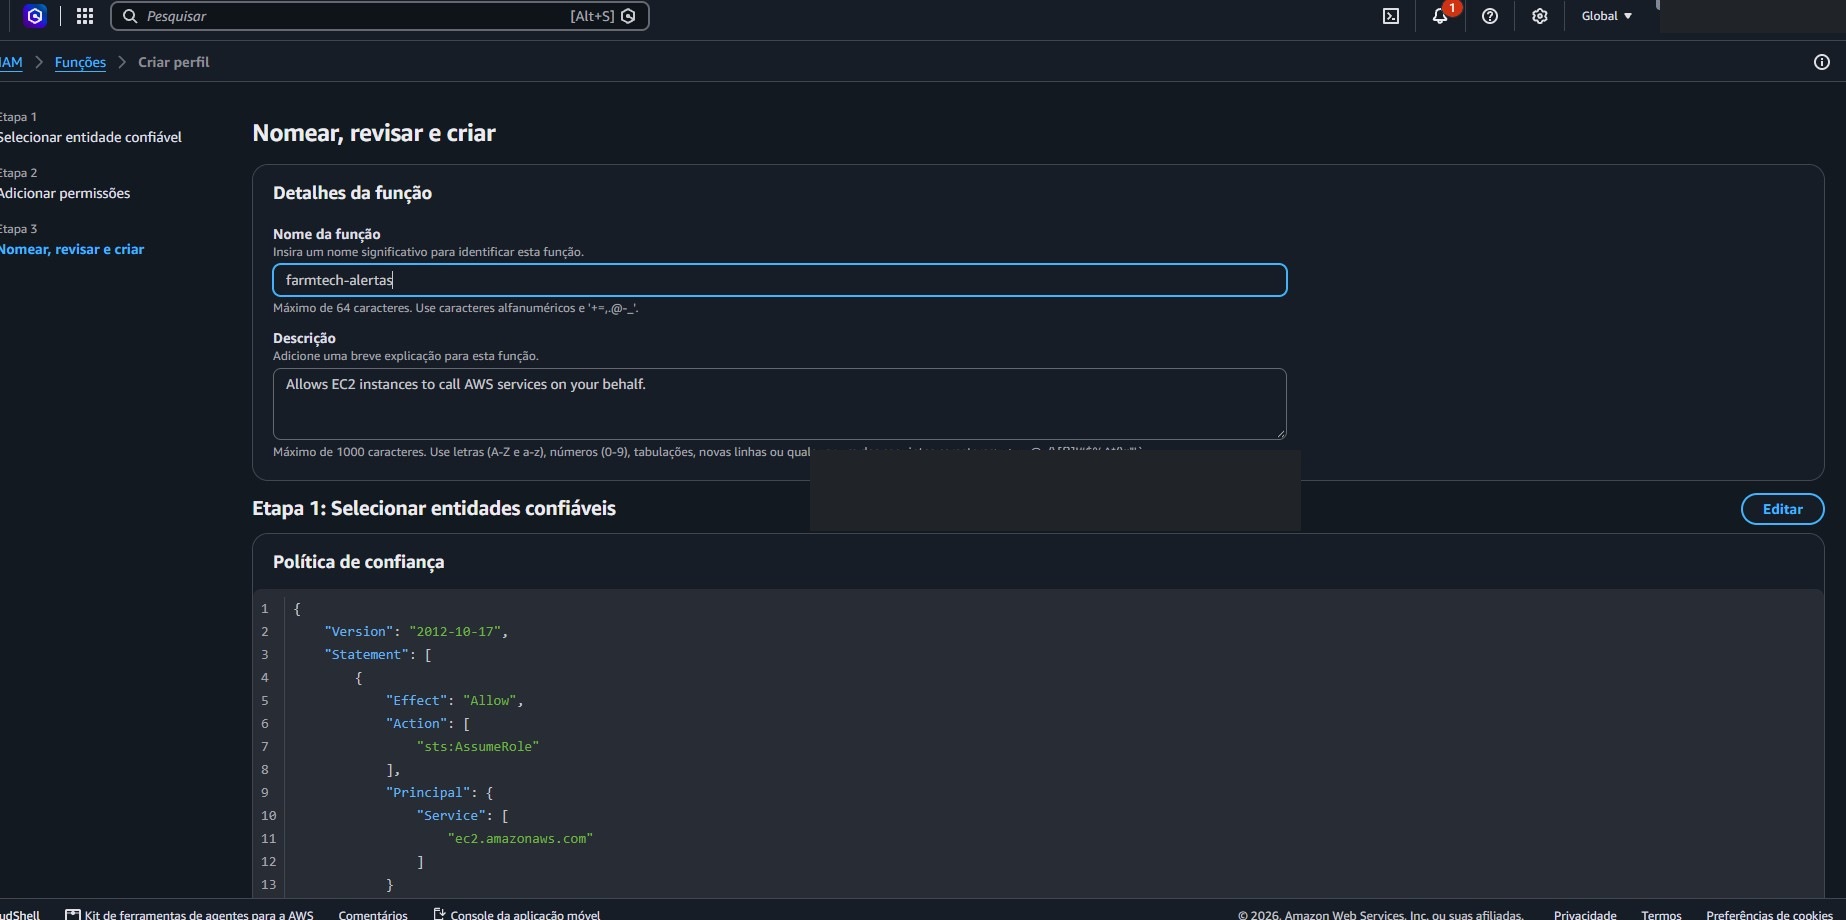 Pesquisar [Alt+S] 1 Global
Funções Criar perfil
Etapa 1
Selecionar entidade confiável
Etapa 2
Adicionar permissões
Etapa 3
Nomear, revisar e criar
Nomear, revisar e criar
Detalhes da função
Nome da função
Insira um nome significativo para identificar esta função.
farmtech-alertas
Máximo de 64 caracteres. Use caracteres alfanuméricos e '+=,.@-_'.
Descrição
Adicione uma breve explicação para esta função.
Allows EC2 instances to call AWS services on your behalf.
Máximo de 1000 caracteres. Use letras (A-Z e a-z), números (0-9), tabulações, novas linhas ou
Etapa 1: Selecionar entidades confiáveis Editar
Política de confiança
1 {
2 "Version": "2012-10-17",
3 "Statement": [
4 {
5 "Effect": "Allow",
6 "Action": [
7 "sts:AssumeRole"
8 ],
9 "Principal": {
10 "Service": [
11 "ec2.amazonaws.com"
12 ]
13 }
udShell Kit de ferramentas de agentes para a AWS Comentários Console da aplicação móvel © 2026, Amazon Web Services, Inc. ou suas afiliadas. Privacidade Termos Preferências de cookies